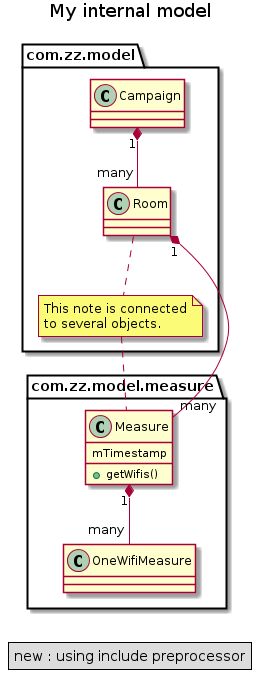 My internal model
com.zz.model
C Campaign
1
many
C Room
1
This note is connected
to several objects.
com.zz.model.measure
many
C Measure
mTimestamp
getWifis()
1
many
C OneWifiMeasure
new : using include preprocessor